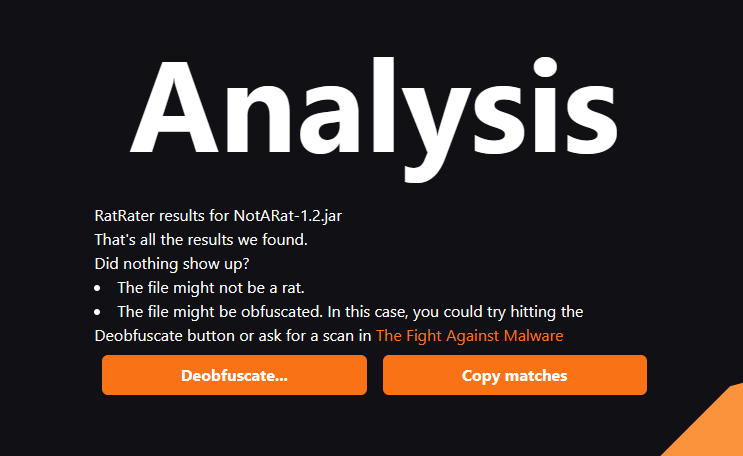 Analysis
RatRater results for NotARat-1.2.jar
That's all the results we found.
Did nothing show up?
• The file might not be a rat.
• The file might be obfuscated. In this case, you could try hitting the
Deobfuscate button or ask for a scan in The Fight Against Malware
Deobfuscate...
Copy matches